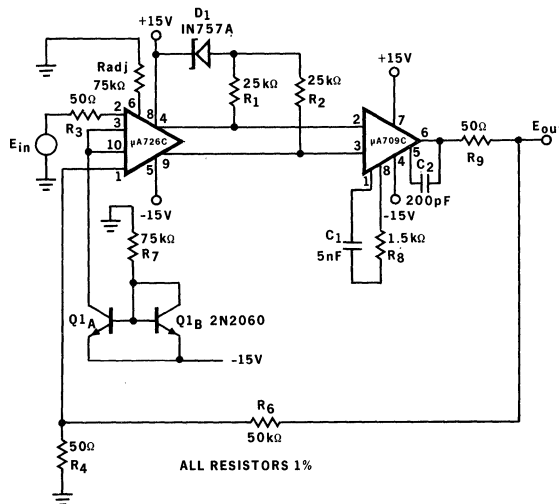 +15V
D1
IN757A
Radj
75kΩ
25kΩ
R1
25kΩ
R2
+15V
50Ω
R3
Ein
2
3
10
1
6
8
4
5
9
μA726C
-15V
2
3
7
6
5
4
1
8
μA709C
-15V
C2
200pF
50Ω
R9
Eou
C1
5nF
1.5kΩ
R8
75kΩ
R7
Q1A
Q1B 2N2060
-15V
R6
50kΩ
50Ω
R4
ALL RESISTORS 1%